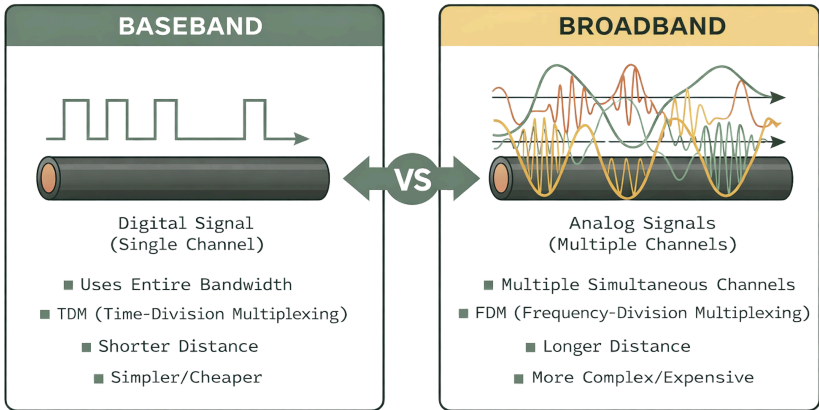 BASEBAND
Digital Signal
(Single Channel)
■ Uses Entire Bandwidth
■ TDM (Time-Division Multiplexing)
■ Shorter Distance
■ Simpler/Cheaper
VS
BROADBAND
Analog Signals
(Multiple Channels)
■ Multiple Simultaneous Channels
■ FDM (Frequency-Division Multiplexing)
■ Longer Distance
■ More Complex/Expensive